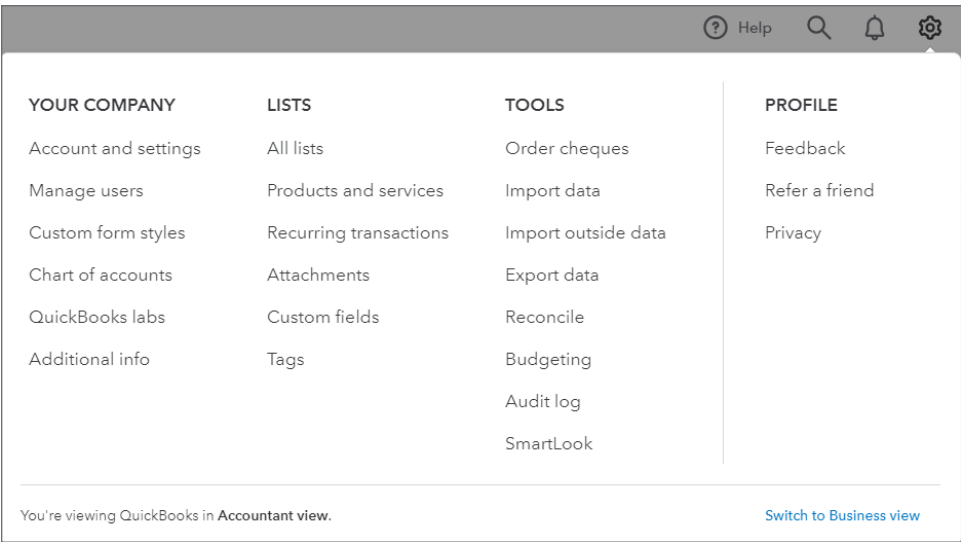 Help
YOUR COMPANY
Account and settings
Manage users
Custom form styles
Chart of accounts
QuickBooks labs
Additional info
LISTS
All lists
Products and services
Recurring transactions
Attachments
Custom fields
Tags
TOOLS
Order cheques
Import data
Import outside data
Export data
Reconcile
Budgeting
Audit log
SmartLook
PROFILE
Feedback
Refer a friend
Privacy
You're viewing QuickBooks in Accountant view.
Switch to Business view